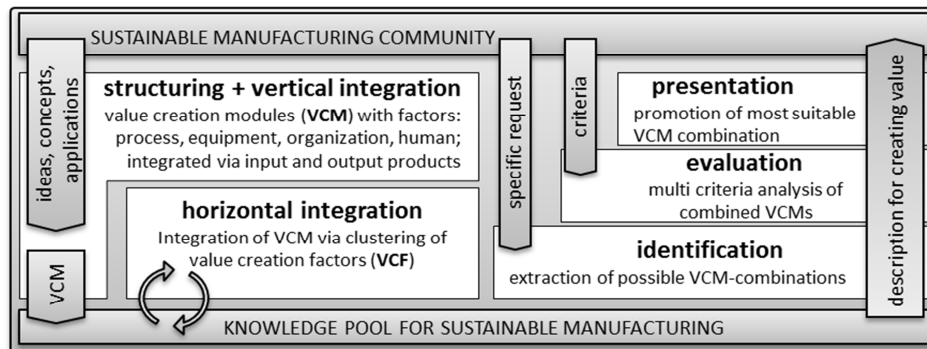 SUSTAINABLE MANUFACTURING COMMUNITY
ideas, concepts,
applications
structuring + vertical integration
value creation modules (VCM) with factors:
process, equipment, organization, human;
integrated via input and output products
horizontal integration
Integration of VCM via clustering of
value creation factors (VCF)
VCM
specific request
criteria
presentation
promotion of most suitable
VCM combination
evaluation
multi criteria analysis of
combined VCMs
identification
extraction of possible VCM-combinations
description for creating value
KNOWLEDGE POOL FOR SUSTAINABLE MANUFACTURING